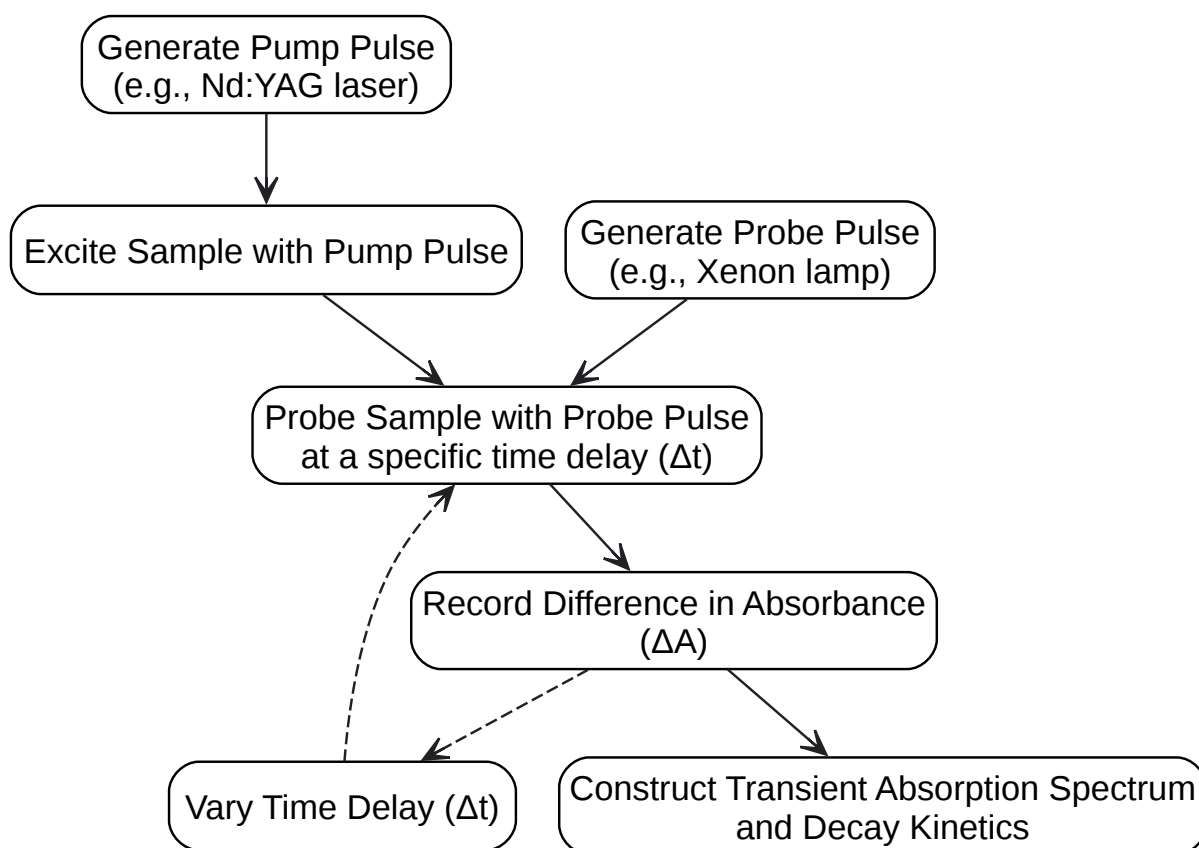 Generate Pump Pulse
(e.g., Nd:YAG laser)
Excite Sample with Pump Pulse
Generate Probe Pulse
(e.g., Xenon lamp)
Probe Sample with Probe Pulse
at a specific time delay (Δt)
Record Difference in Absorbance
(ΔA)
Vary Time Delay (Δt)
Construct Transient Absorption Spectrum
and Decay Kinetics